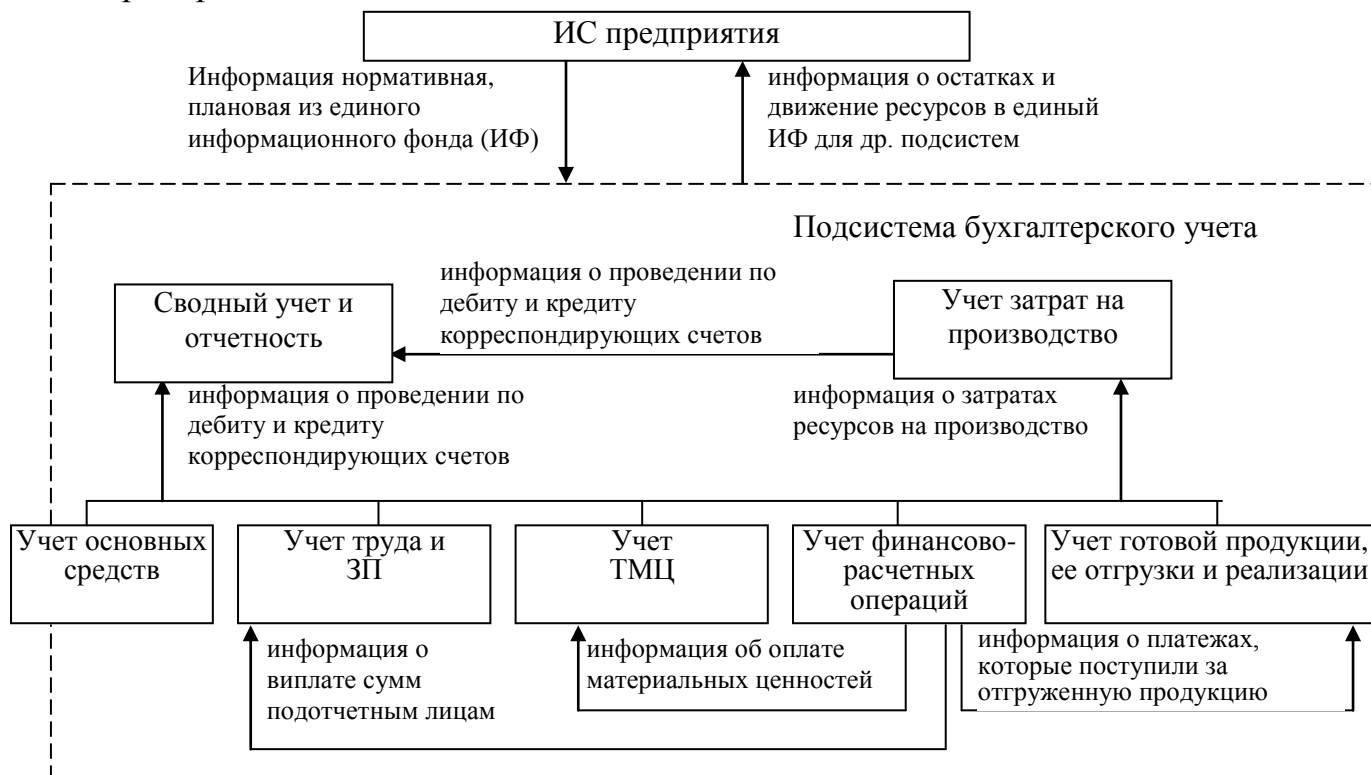 ИС предприятия
Информация нормативная,
плановая из единого
информационного фонда (ИФ)
информация о остатках и
движение ресурсов в единый
ИФ для др. подсистем
Подсистема бухгалтерского учета
Сводный учет и
отчетность
информация о проведении по
дебиту и кредиту
корреспондирующих счетов
Учет затрат на
производство
информация о проведении по
дебиту и кредиту
корреспондирующих счетов
информация о затратах
ресурсов на производство
Учет основных
средств
Учет труда и
ЗП
Учет
ТМЦ
Учет финансово-
расчетных
операций
Учет готовой продукции,
ее отгрузки и реализации
информация о
виплате сумм
подотчетным лицам
информация об оплате
материальных ценностей
информация о платежах,
которые поступили за
отгруженную продукцию